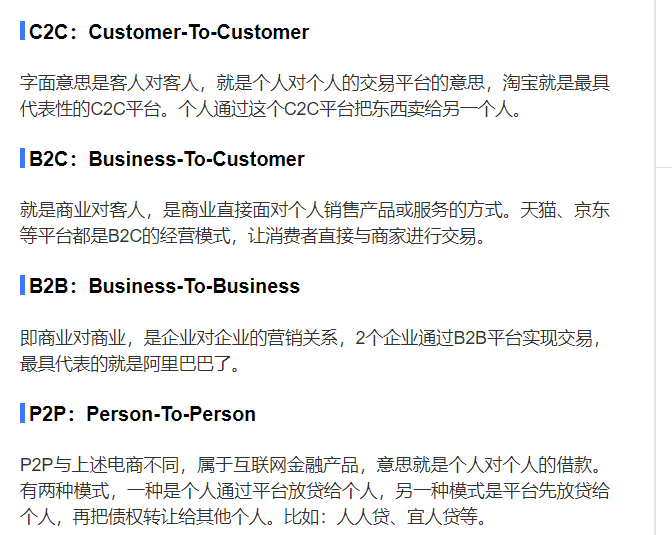 C2C：Customer-To-Customer
字面意思是客人对客人，就是个人对个人的交易平台的意思，淘宝就是最具
代表性的C2C平台。个人通过这个C2C平台把东西卖给另一个人。
B2C：Business-To-Customer
就是商业对客人，是商业直接面对个人销售产品或服务的方式。天猫、京东
等平台都是B2C的经营模式，让消费者直接与商家进行交易。
B2B：Business-To-Business
即商业对商业，是企业对企业的营销关系，2个企业通过B2B平台实现交易，
最具代表的就是阿里巴巴了。
P2P：Person-To-Person
P2P与上述电商不同，属于互联网金融产品，意思就是个人对个人的借款。
有两种模式，一种是个人通过平台放贷给个人，另一种模式是平台先放贷给
个人，再把债权转让给其他个人。比如：人人贷、宜人贷等。